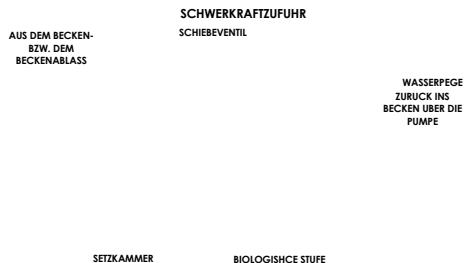 SCHWERKRAFTZUFUHR
SCHIEBEVENTIL
AUS DEM BECKEN-
BZW. DEM
BECKENABLASS
WASSERPEGE
ZURUCK INS
BECKEN UBER DIE
PUMPE
SETZKAMMER
BIOLOGISHCE STUFE